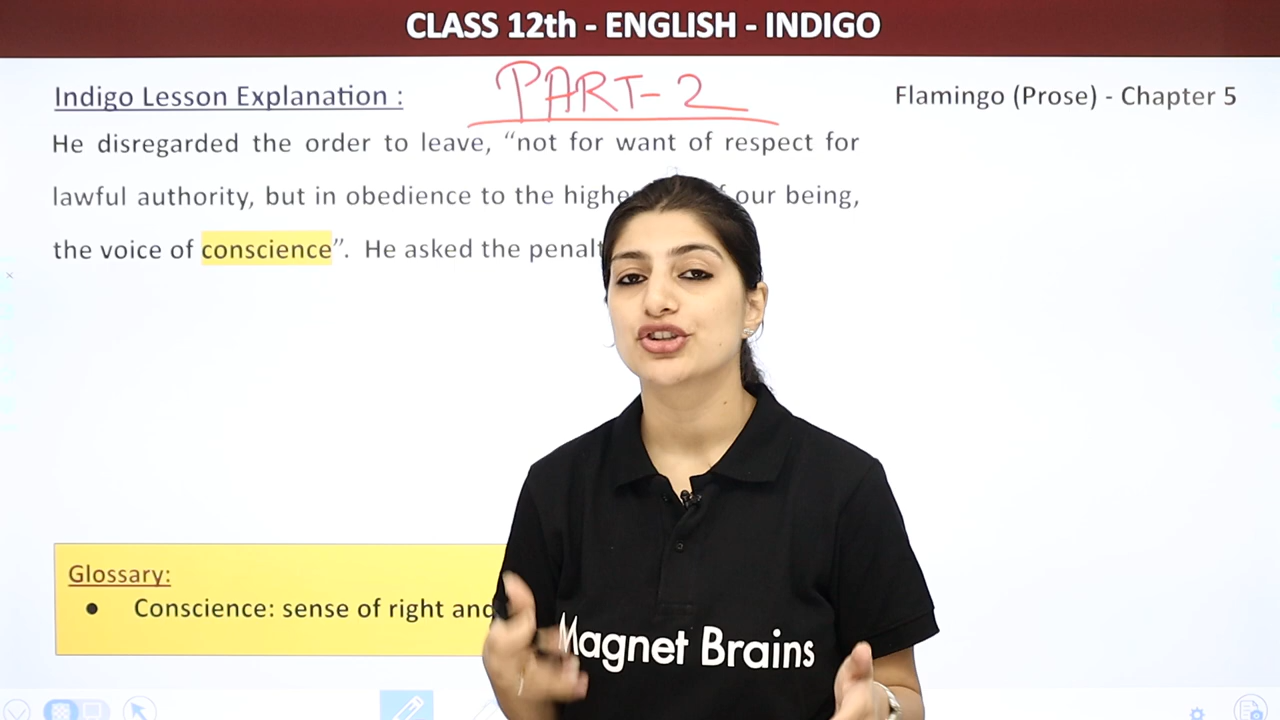 CLASS 12th - ENGLISH - INDIGO
Indigo Lesson Explanation :
PART-2
Flamingo (Prose) - Chapter 5
He disregarded the order to leave, “not for want of respect for
lawful authority, but in obedience to the our being,
the voice of conscience”. He asked the
Glossary:
● Conscience: sense of right and
Magnet Brains